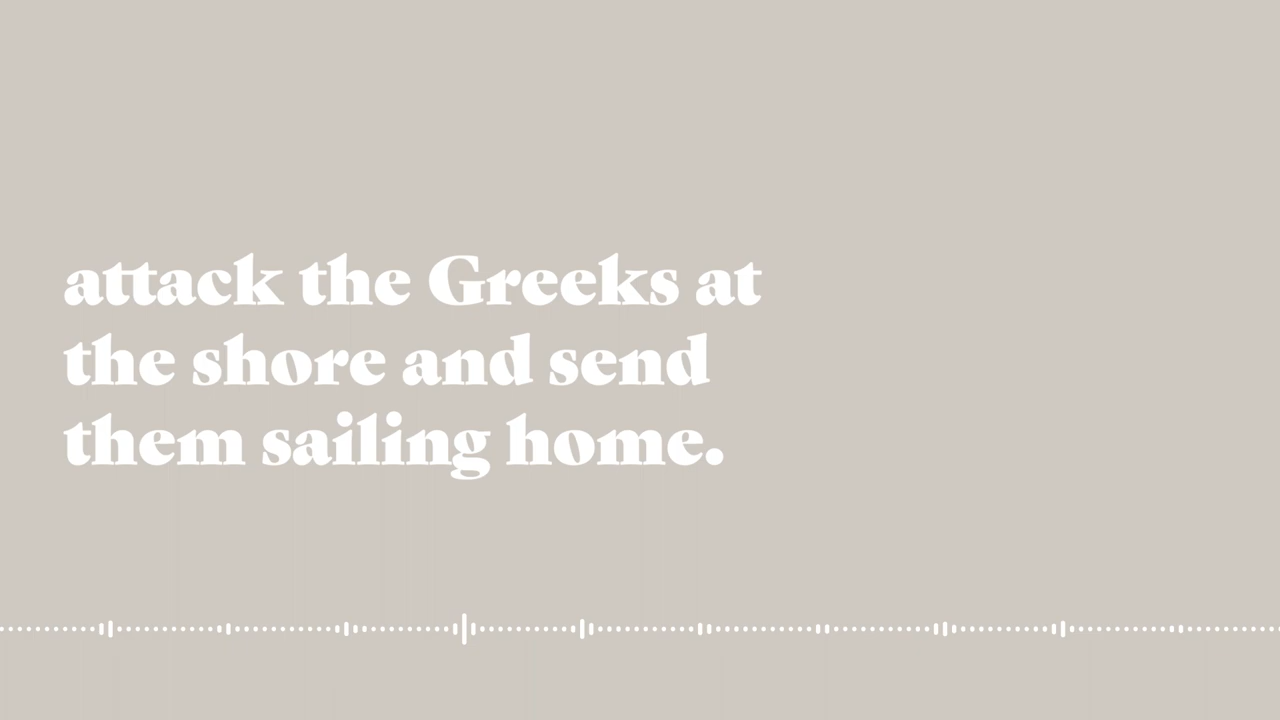 attack the Greeks at
the shore and send
them sailing home.